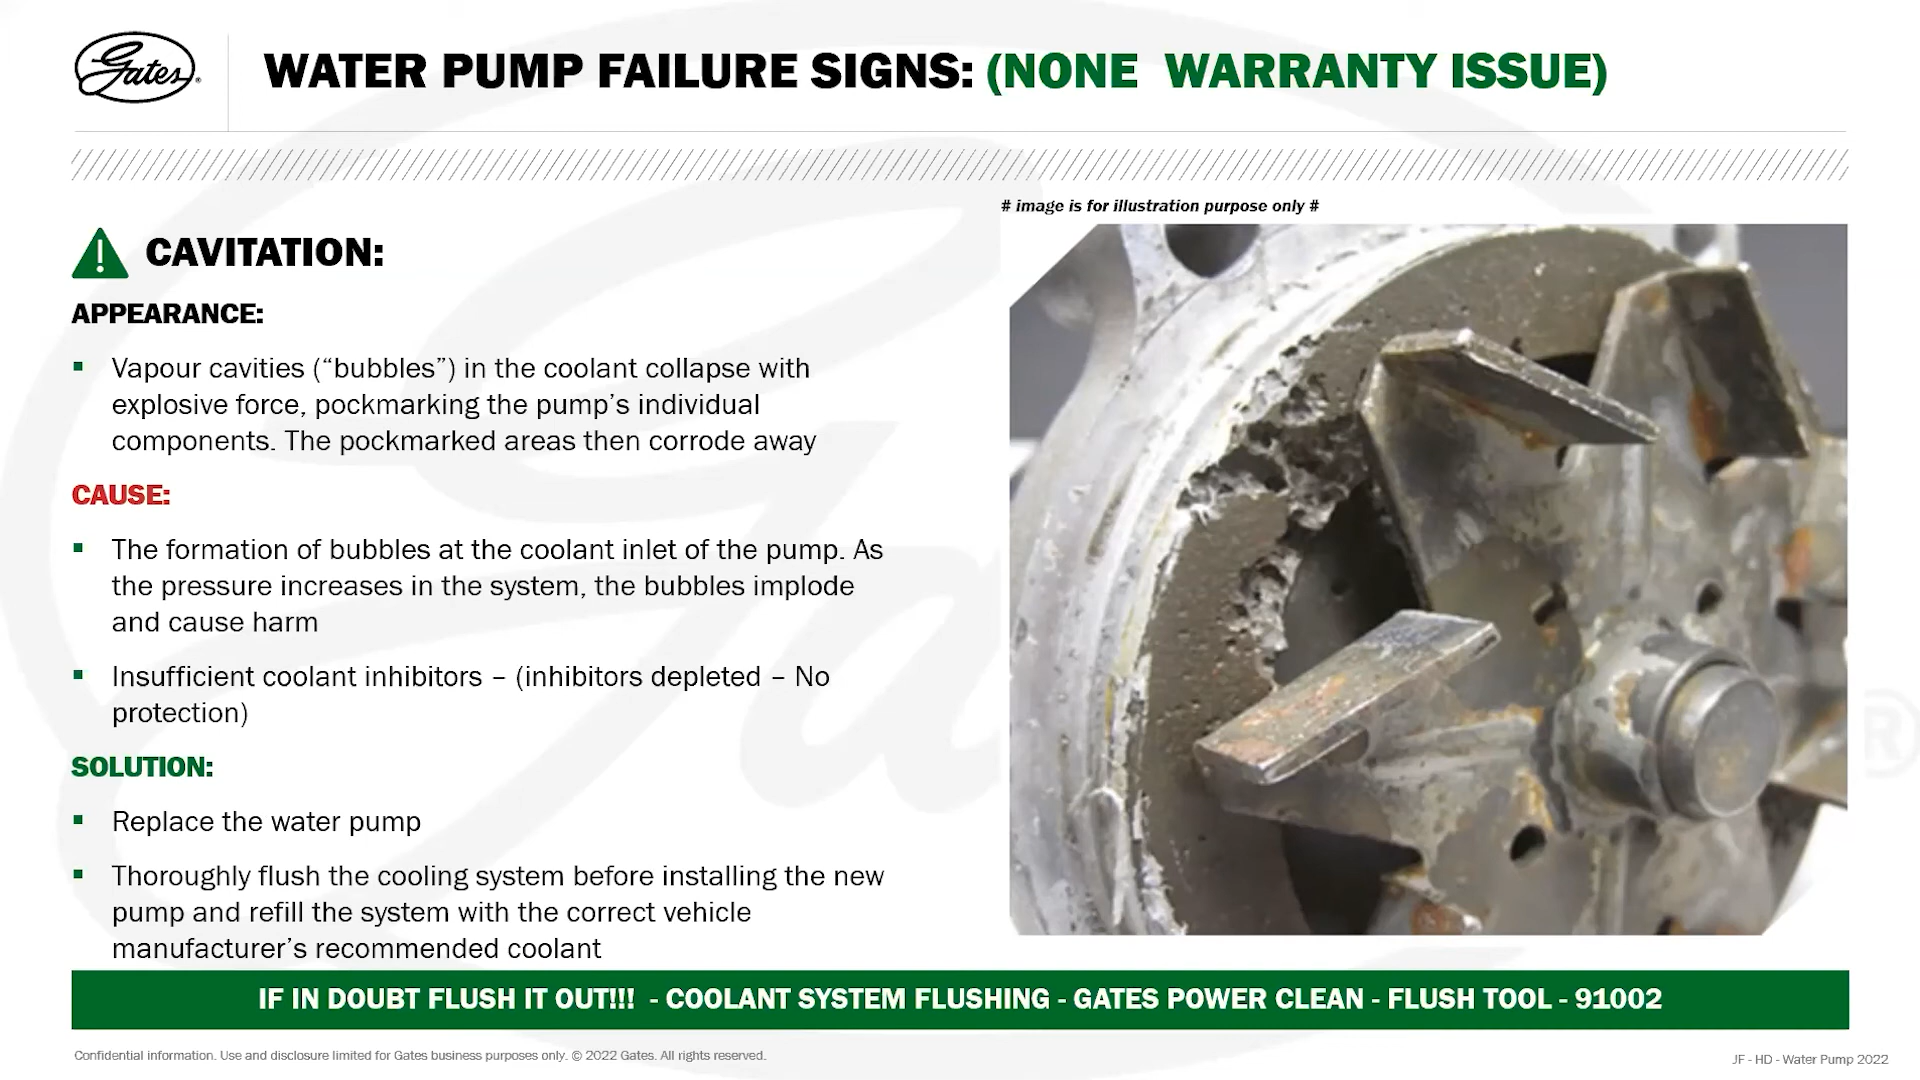 Gates®
WATER PUMP FAILURE SIGNS: (NONE  WARRANTY ISSUE)
# image is for illustration purpose only #
CAVITATION:
APPEARANCE:
▪ Vapour cavities (“bubbles”) in the coolant collapse with
explosive force, pockmarking the pump’s individual
components. The pockmarked areas then corrode away
CAUSE:
▪ The formation of bubbles at the coolant inlet of the pump. As
the pressure increases in the system, the bubbles implode
and cause harm
▪ Insufficient coolant inhibitors – (inhibitors depleted – No
protection)
SOLUTION:
▪ Replace the water pump
▪ Thoroughly flush the cooling system before installing the new
pump and refill the system with the correct vehicle
manufacturer’s recommended coolant
IF IN DOUBT FLUSH IT OUT!!!  - COOLANT SYSTEM FLUSHING - GATES POWER CLEAN - FLUSH TOOL - 91002
Confidential information. Use and disclosure limited for Gates business purposes only. © 2022 Gates. All rights reserved.
JF - HD - Water Pump 2022